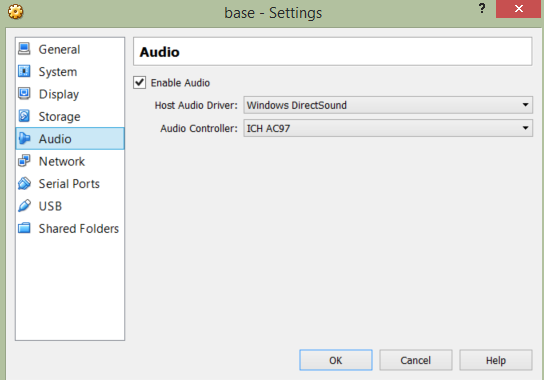 base - Settings
?
General
System
Display
Storage
Audio
Network
Serial Ports
USB
Shared Folders
Audio
Enable Audio
Host Audio Driver: Windows DirectSound
Audio Controller: ICH AC97
OK Cancel Help